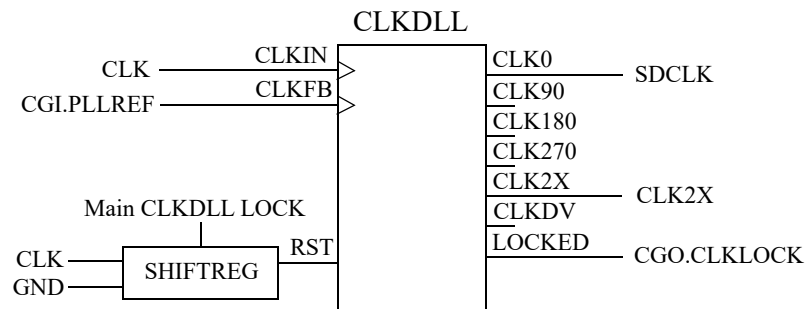 CLKDLL
CLK CLKIN CLK0 SDCLK
CGI.PLLREF CLKFB CLK90
CLK180
CLK270
CLK2X CLK2X
Main CLKDLL LOCK CLKDV
CLK SHIFTREG RST LOCKED CGO.CLKLOCK
GND